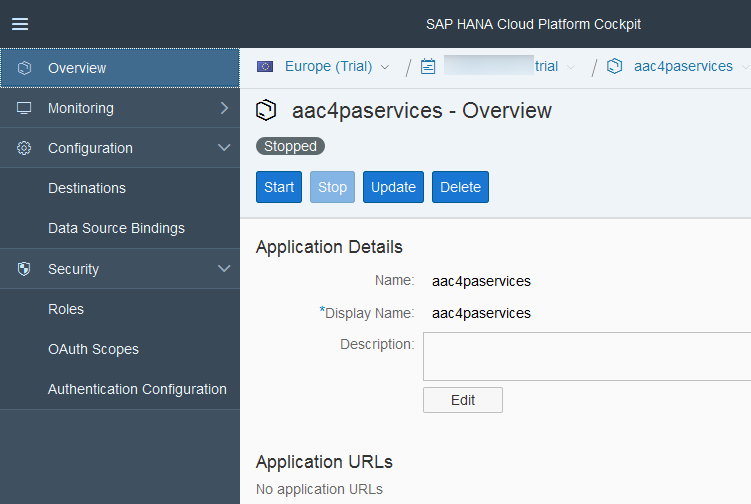 SAP HANA Cloud Platform Cockpit
Overview
Monitoring
Configuration
Destinations
Data Source Bindings
Security
Roles
OAuth Scopes
Authentication Configuration
Europe (Trial) / trial / aac4paservices
aac4paservices - Overview
Stopped
Start Stop Update Delete
Application Details
Name: aac4paservices
*Display Name: aac4paservices
Description:
Edit
Application URLs
No application URLs